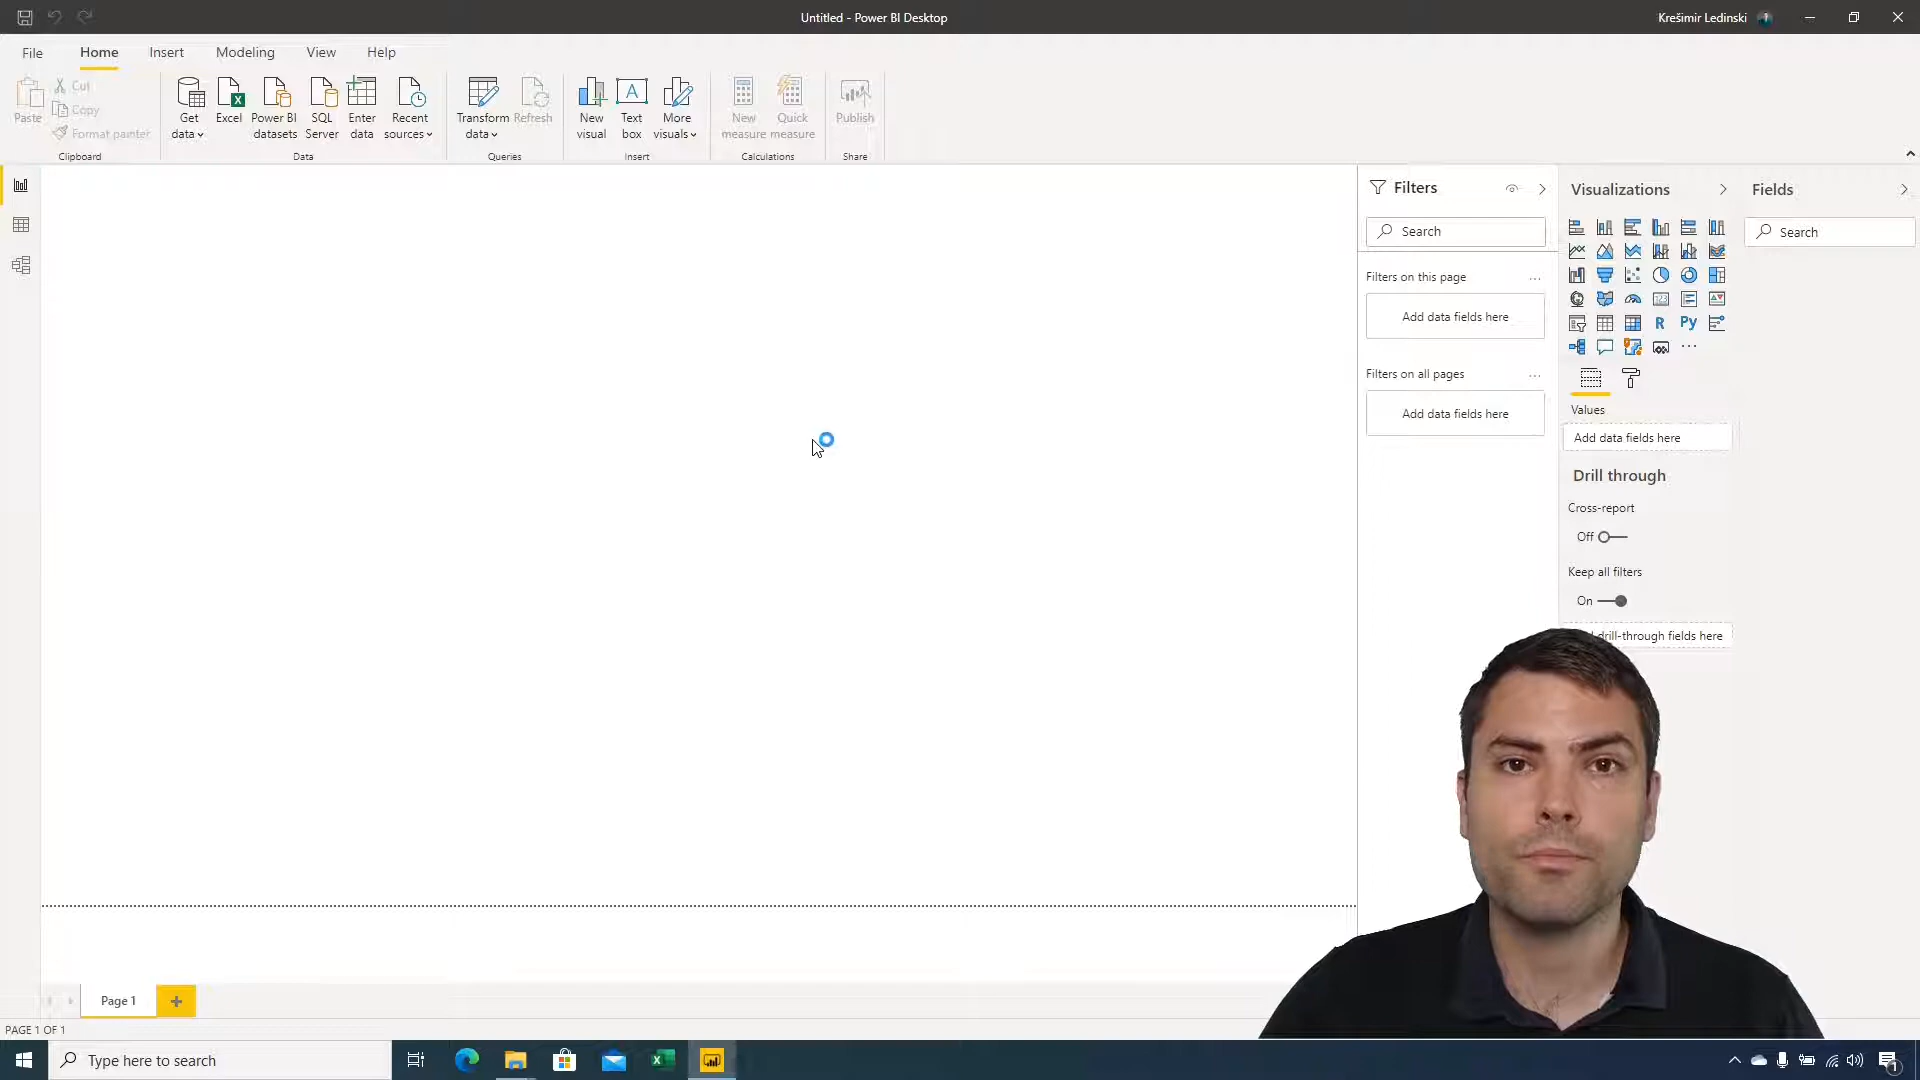 Untitled - Power BI Desktop
Krešimir Ledinski
File Home Insert Modeling View Help
Paste
Cut
Copy
Format painter
Clipboard
Get data
Excel
Power BI datasets
SQL Server
Enter data
Recent sources
Data
Transform data
Refresh
Queries
New visual
Text box
More visuals
Insert
New measure
Quick measure
Calculations
Publish
Share
Filters
Search
Filters on this page
...
Add data fields here
Filters on all pages
...
Add data fields here
Visualizations
R
Py
...
Values
Add data fields here
Drill through
Cross-report
Off
Keep all filters
On
drill-through fields here
Fields
Search
Page 1
+
PAGE 1 OF 1
Type here to search
1